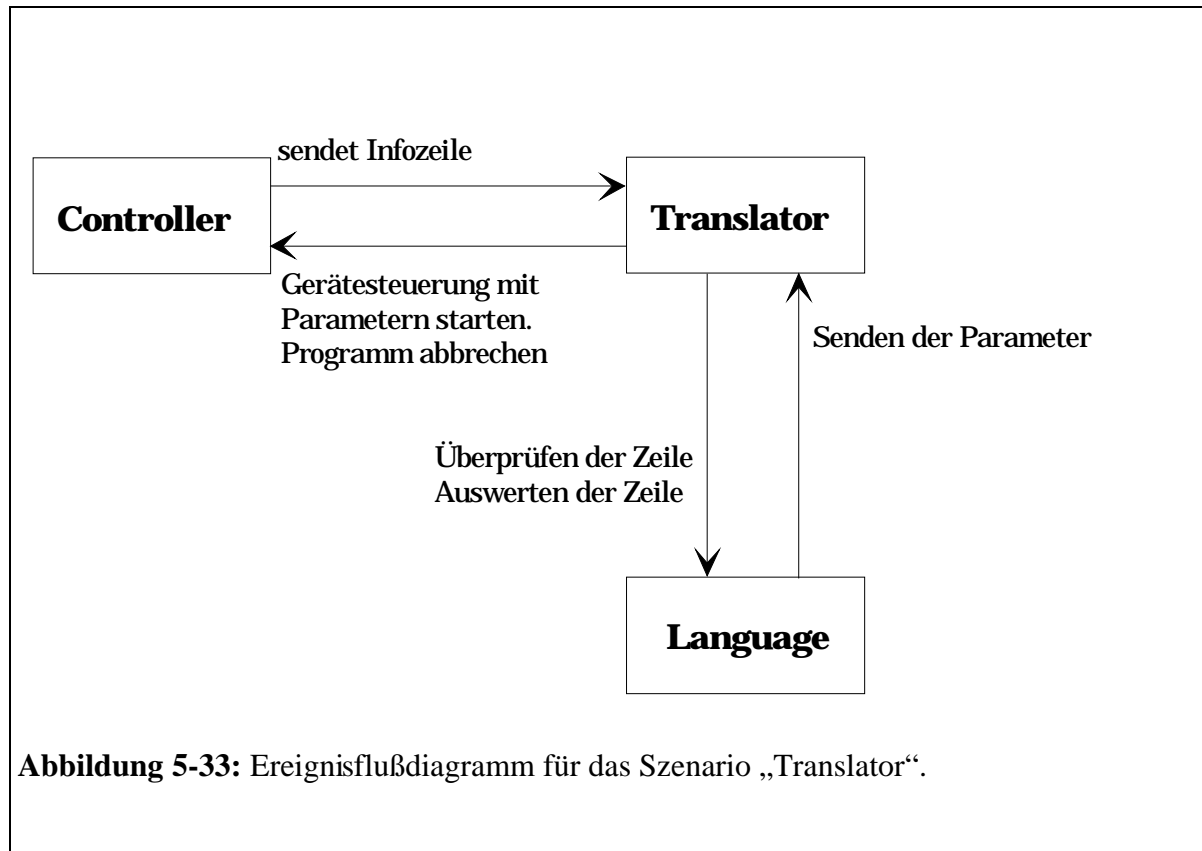 sendet Infozeile
Controller
Translator
Gerätesteuerung mit
Parametern starten.
Programm abbrechen
Senden der Parameter
Überprüfen der Zeile
Auswerten der Zeile
Language
Abbildung 5-33: Ereignisflußdiagramm für das Szenario „Translator“.